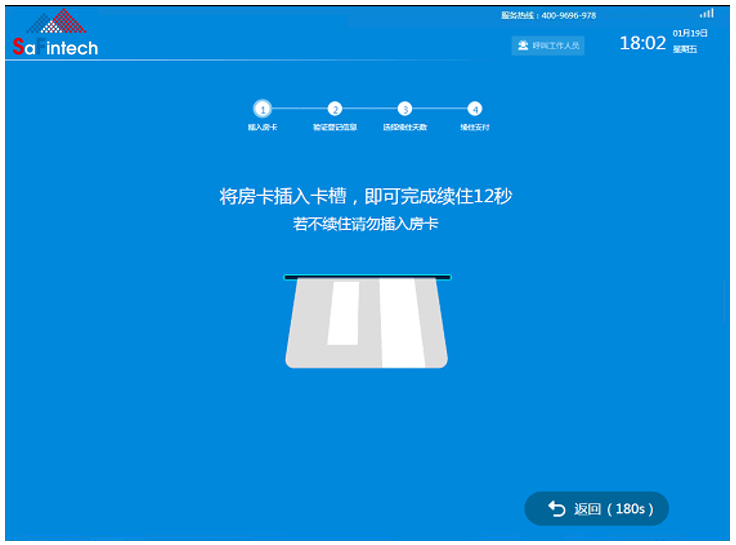 服务热线：400-9696-978
SaFintech
呼叫工作人员
18:02
01月19日
星期五
1
2
3
4
插入房卡
验证登记信息
选择续住天数
续住支付
将房卡插入卡槽，即可完成续住12秒
若不续住请勿插入房卡
返回（180s）